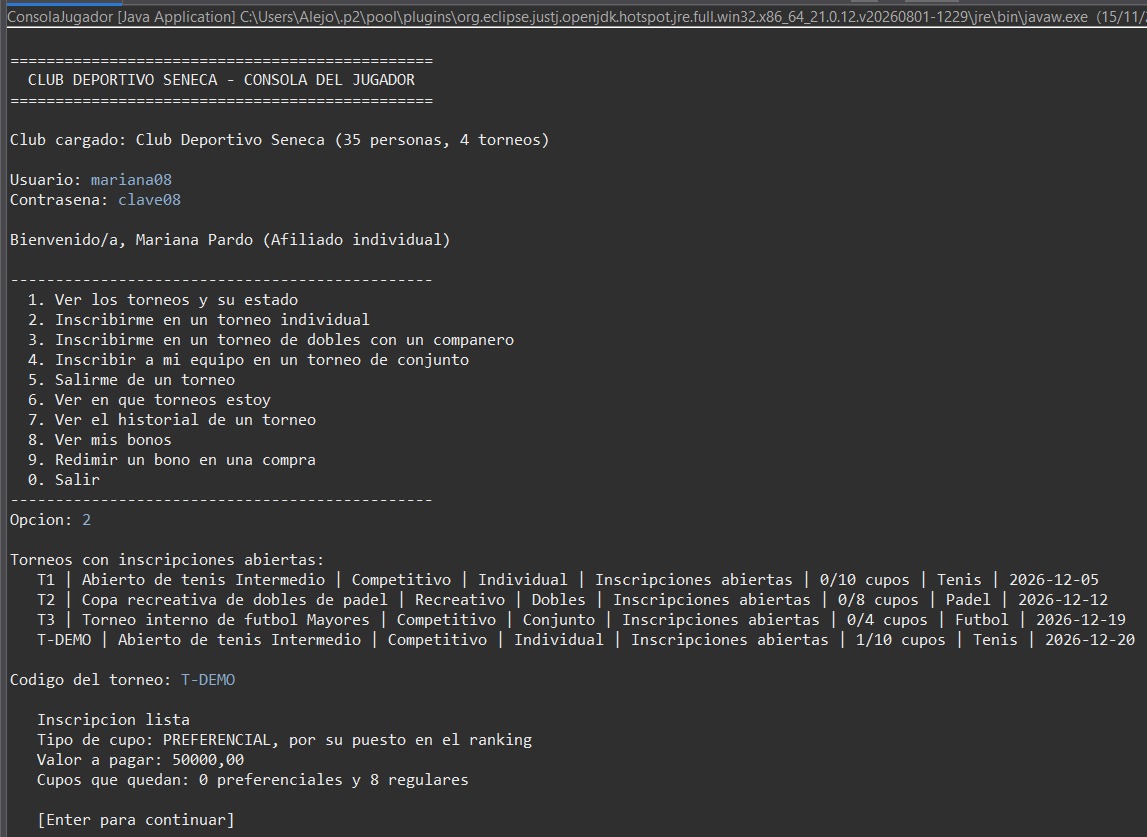 ConsolaJugador [Java Application] C:\Users\Alejo\.p2\pool\plugins\org.eclipse.justj.openjdk.hotspot.jre.full.win32.x86_64_21.0.12.v20260801-1229\jre\bin\javaw.exe (15/11/
===============================================
CLUB DEPORTIVO SENECA - CONSOLA DEL JUGADOR
===============================================
Club cargado: Club Deportivo Seneca (35 personas, 4 torneos)
Usuario: mariana08
Contrasena: clave08
Bienvenido/a, Mariana Pardo (Afiliado individual)
-----------------------------------------------
1. Ver los torneos y su estado
2. Inscribirme en un torneo individual
3. Inscribirme en un torneo de dobles con un companero
4. Inscribir a mi equipo en un torneo de conjunto
5. Salirme de un torneo
6. Ver en que torneos estoy
7. Ver el historial de un torneo
8. Ver mis bonos
9. Redimir un bono en una compra
0. Salir
-----------------------------------------------
Opcion: 2
Torneos con inscripciones abiertas:
T1 | Abierto de tenis Intermedio | Competitivo | Individual | Inscripciones abiertas | 0/10 cupos | Tenis | 2026-12-05
T2 | Copa recreativa de dobles de padel | Recreativo | Dobles | Inscripciones abiertas | 0/8 cupos | Padel | 2026-12-12
T3 | Torneo interno de futbol Mayores | Competitivo | Conjunto | Inscripciones abiertas | 0/4 cupos | Futbol | 2026-12-19
T-DEMO | Abierto de tenis Intermedio | Competitivo | Individual | Inscripciones abiertas | 1/10 cupos | Tenis | 2026-12-20
Codigo del torneo: T-DEMO
Inscripcion lista
Tipo de cupo: PREFERENCIAL, por su puesto en el ranking
Valor a pagar: 50000,00
Cupos que quedan: 0 preferenciales y 8 regulares
[Enter para continuar]